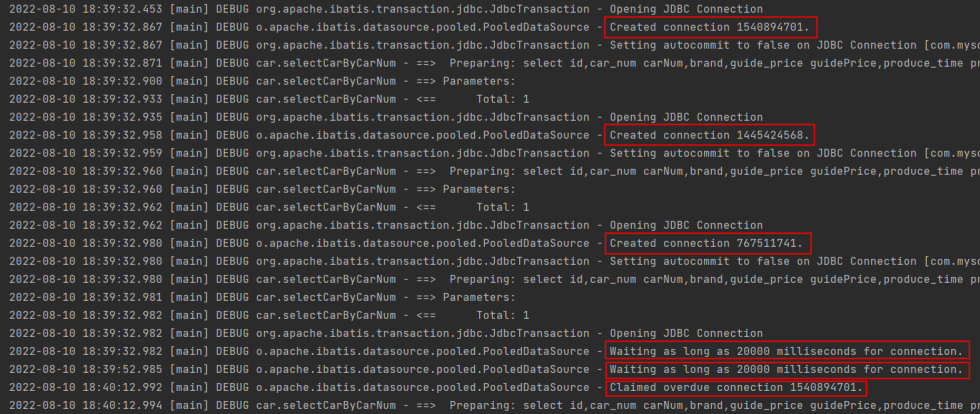 2022-08-10 18:39:32.453 [main] DEBUG org.apache.ibatis.transaction.jdbc.JdbcTransaction - Opening JDBC Connection
2022-08-10 18:39:32.867 [main] DEBUG o.apache.ibatis.datasource.pooled.PooledDataSource - Created connection 1540894701.
2022-08-10 18:39:32.867 [main] DEBUG org.apache.ibatis.transaction.jdbc.JdbcTransaction - Setting autocommit to false on JDBC Connection [com.mysc
2022-08-10 18:39:32.871 [main] DEBUG car.selectCarByCarNum - ==>  Preparing: select id,car_num carNum,brand,guide_price guidePrice,produce_time pr
2022-08-10 18:39:32.900 [main] DEBUG car.selectCarByCarNum - ==> Parameters:
2022-08-10 18:39:32.933 [main] DEBUG car.selectCarByCarNum - <==      Total: 1
2022-08-10 18:39:32.935 [main] DEBUG org.apache.ibatis.transaction.jdbc.JdbcTransaction - Opening JDBC Connection
2022-08-10 18:39:32.958 [main] DEBUG o.apache.ibatis.datasource.pooled.PooledDataSource - Created connection 1445424568.
2022-08-10 18:39:32.959 [main] DEBUG org.apache.ibatis.transaction.jdbc.JdbcTransaction - Setting autocommit to false on JDBC Connection [com.mysc
2022-08-10 18:39:32.960 [main] DEBUG car.selectCarByCarNum - ==>  Preparing: select id,car_num carNum,brand,guide_price guidePrice,produce_time pr
2022-08-10 18:39:32.960 [main] DEBUG car.selectCarByCarNum - ==> Parameters:
2022-08-10 18:39:32.962 [main] DEBUG car.selectCarByCarNum - <==      Total: 1
2022-08-10 18:39:32.962 [main] DEBUG org.apache.ibatis.transaction.jdbc.JdbcTransaction - Opening JDBC Connection
2022-08-10 18:39:32.980 [main] DEBUG o.apache.ibatis.datasource.pooled.PooledDataSource - Created connection 767511741.
2022-08-10 18:39:32.980 [main] DEBUG org.apache.ibatis.transaction.jdbc.JdbcTransaction - Setting autocommit to false on JDBC Connection [com.mysc
2022-08-10 18:39:32.980 [main] DEBUG car.selectCarByCarNum - ==>  Preparing: select id,car_num carNum,brand,guide_price guidePrice,produce_time pr
2022-08-10 18:39:32.981 [main] DEBUG car.selectCarByCarNum - ==> Parameters:
2022-08-10 18:39:32.982 [main] DEBUG car.selectCarByCarNum - <==      Total: 1
2022-08-10 18:39:32.982 [main] DEBUG org.apache.ibatis.transaction.jdbc.JdbcTransaction - Opening JDBC Connection
2022-08-10 18:39:32.982 [main] DEBUG o.apache.ibatis.datasource.pooled.PooledDataSource - Waiting as long as 20000 milliseconds for connection.
2022-08-10 18:39:52.985 [main] DEBUG o.apache.ibatis.datasource.pooled.PooledDataSource - Waiting as long as 20000 milliseconds for connection.
2022-08-10 18:40:12.992 [main] DEBUG o.apache.ibatis.datasource.pooled.PooledDataSource - Claimed overdue connection 1540894701.
2022-08-10 18:40:12.994 [main] DEBUG car.selectCarByCarNum - ==>  Preparing: select id,car_num carNum,brand,guide_price guidePrice,produce_time pr